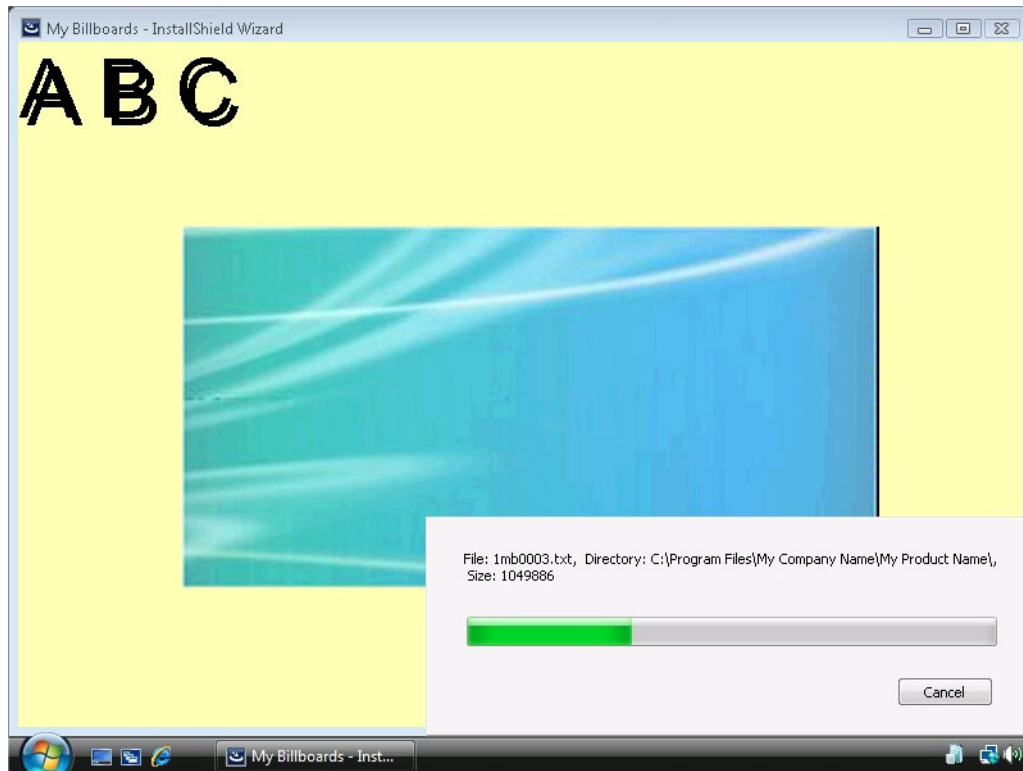 My Billboards - InstallShield Wizard
A B C
File: 1mb0003.txt, Directory: C:\Program Files\My Company Name\My Product Name\,
Size: 1049886
Cancel
My Billboards - Inst...